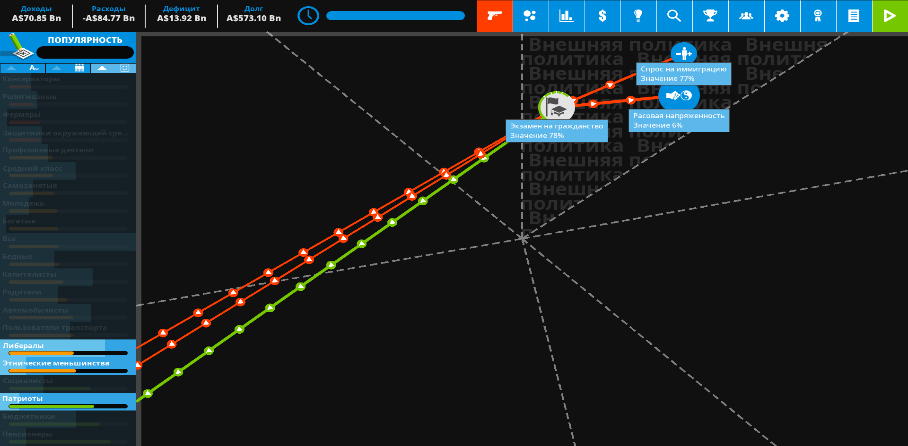 Доходы
A$70.85 Bn
Расходы
-A$84.77 Bn
Дефицит
A$13.92 Bn
Долг
A$573.10 Bn
ПОПУЛЯРНОСТЬ
Консерваторы
Религиозные
Фермеры
Защитники окружающей сре...
Профсоюзные деятели
Средний класс
Самозанятые
Молодежь
Богатые
Все
Бедные
Капиталисты
Родители
Автомобилисты
Пользователи транспорта
Либералы
Этнические меньшинства
Социалисты
Патриоты
Бюджетники
Пенсионеры
Внешняя политика Внешняя
политика
Внешняя
политика
Внешняя
политика
Спрос на иммиграцию
Значение 77%
Расовая напряженность
Значение 6%
Экзамен на гражданство
Значение 78%